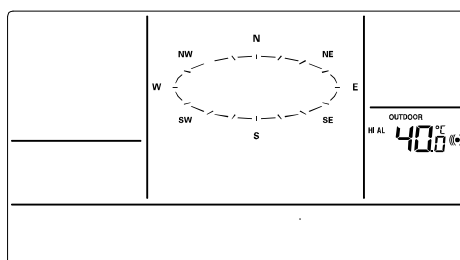 N
NW NE
W E
SW SE
S
OUTDOOR
HI AL 40.0 °C